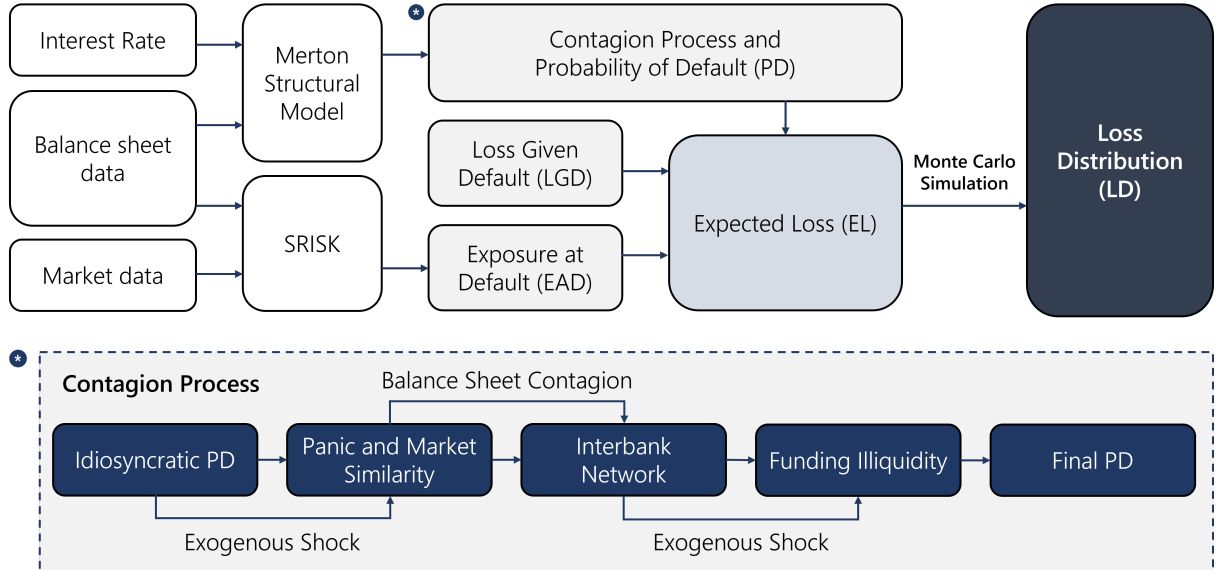 Interest Rate
Balance sheet
data
Market data
Merton
Structural
Model
SRISK
*
Contagion Process and
Probability of Default (PD)
Loss Given
Default (LGD)
Exposure at
Default (EAD)
Expected Loss (EL)
Monte Carlo
Simulation
Loss
Distribution
(LD)
*
Contagion Process
Balance Sheet Contagion
Idiosyncratic PD
Panic and Market
Similarity
Interbank
Network
Funding Illiquidity
Final PD
Exogenous Shock
Exogenous Shock